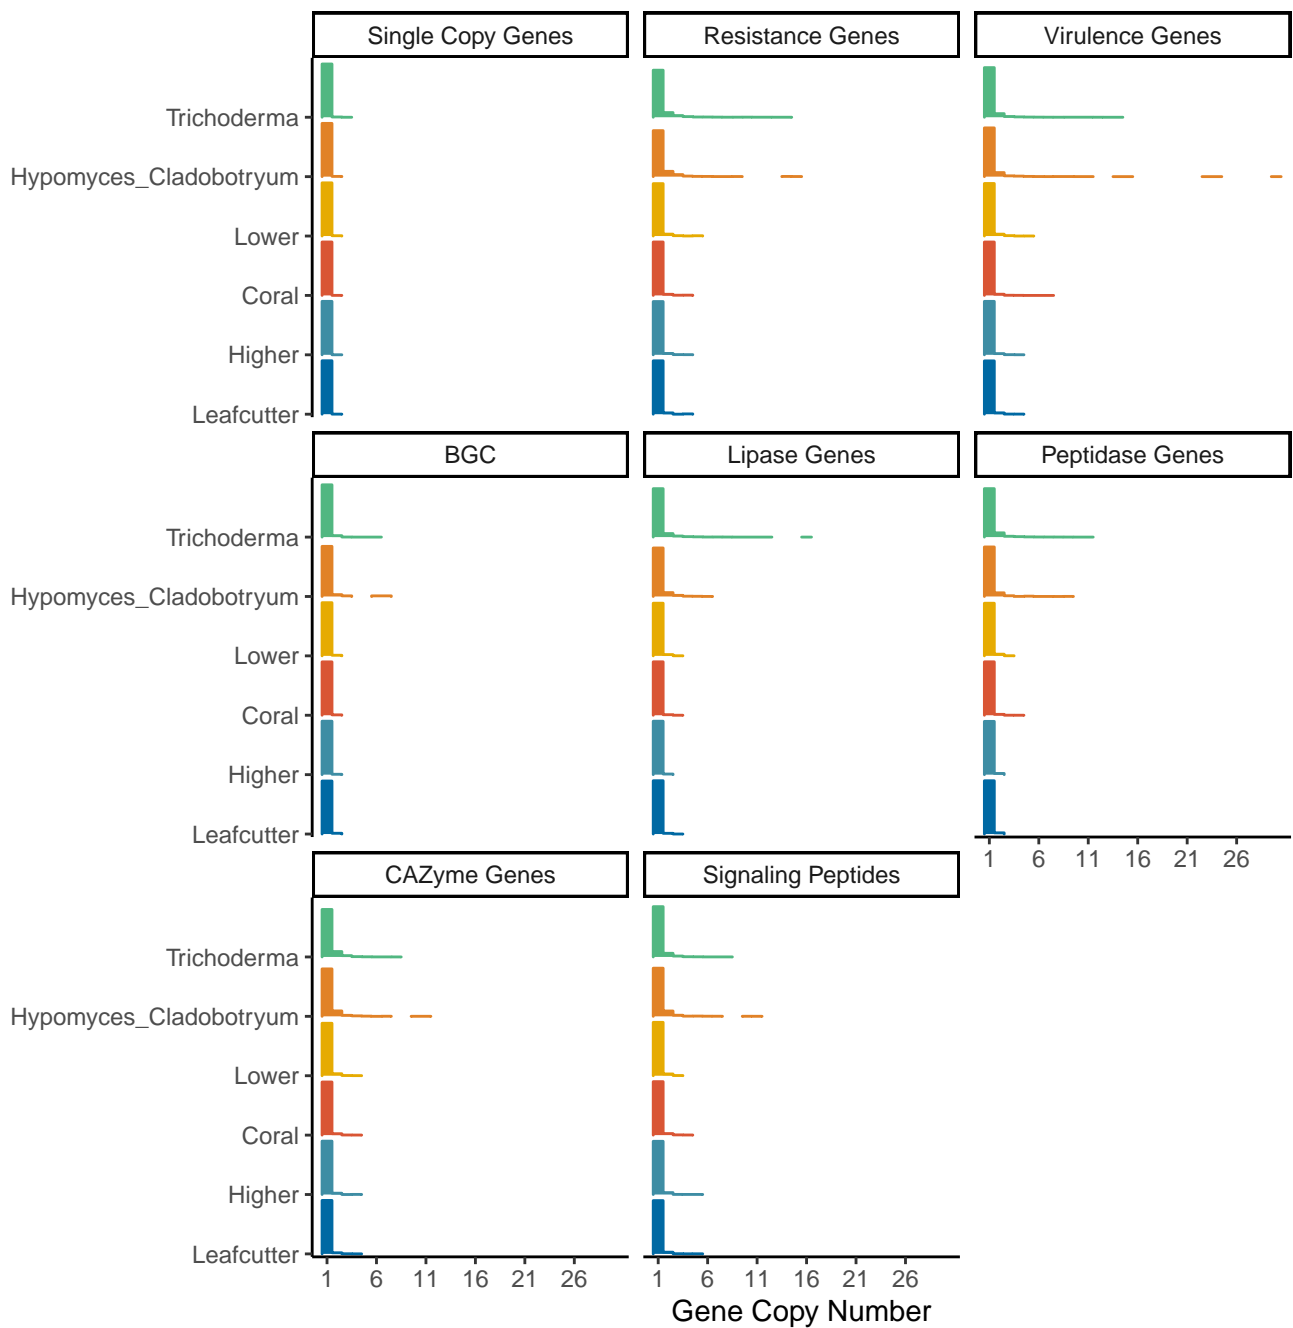 Single Copy Genes
Resistance Genes
Virulence Genes
Trichoderma
Hypomyces_Cladobotryum
Lower
Coral
Higher
Leafcutter
BGC
Lipase Genes
Peptidase Genes
Trichoderma
Hypomyces_Cladobotryum
Lower
Coral
Higher
Leafcutter
1 6 11 16 21 26
CAZyme Genes
Signaling Peptides
Trichoderma
Hypomyces_Cladobotryum
Lower
Coral
Higher
Leafcutter
1 6 11 16 21 26
1 6 11 16 21 26
Gene Copy Number